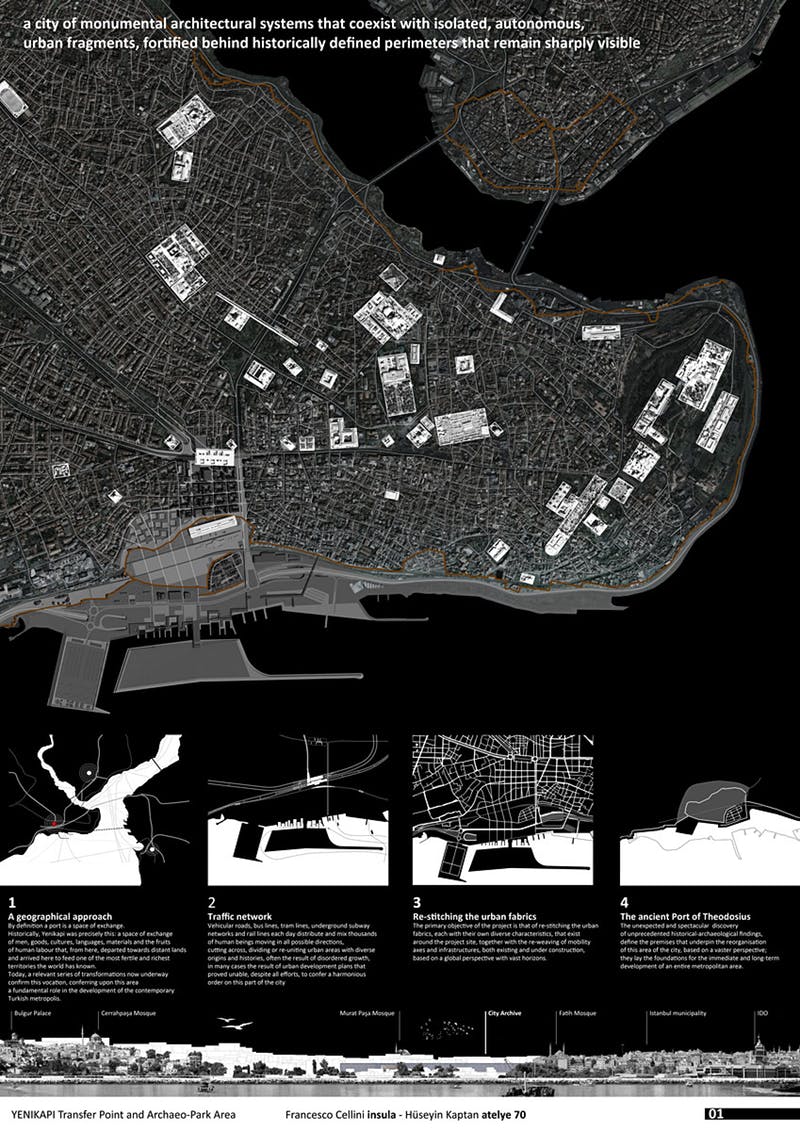 a city of monumental architectural systems that coexist with isolated, autonomous,
urban fragments, fortified behind historically defined perimeters that remain sharply visible
1
A geographical approach
By definition a port is a space of exchange.
Historically, Yenikapi was precisely this: a space of exchange
of men, goods, cultures, languages, materials and the fruits
of human labour that, from here, departed towards distant lands
and arrived here to feed one of the most fertile and richest
territories the world has known.
Today, a relevant series of transformations now underway
confirm this vocation, conferring upon this area
a fundamental role in the development of the contemporary
Turkish metropolis.
2
Traffic network
Vehicular roads, bus lines, tram lines, underground subway
networks and rail lines each day distribute and mix thousands
of human beings moving in all possible directions,
cutting across, dividing or re-uniting urban areas with diverse
origins and histories, often the result of disordered growth,
in many cases the result of urban development plans that
proved unable, despite all efforts, to confer a harmonious
order on this part of the city
3
Re-stitching the urban fabrics
The primary objective of the project is that of re-stitching the urban
fabrics, each with their own diverse characteristics, that exist
around the project site, together with the re-weaving of mobility
axes and infrastructures, both existing and under construction,
based on a global perspective with vast horizons.
4
The ancient Port of Theodosius
The unexpected and spectacular discovery
of unprecedented historical-archaeological findings,
define the premises that underpin the reorganisation
of this area of the city, based on a vaster perspective;
they lay the foundations for the immediate and long-term
development of an entire metropolitan area.
Bulgur Palace
Cerrahpaşa Mosque
Murat Paşa Mosque
City Archive
Fatih Mosque
Istanbul municipality
IDO
YENIKAPI Transfer Point and Archaeo-Park Area
Francesco Cellini insula - Hüseyin Kaptan atelye 70
01